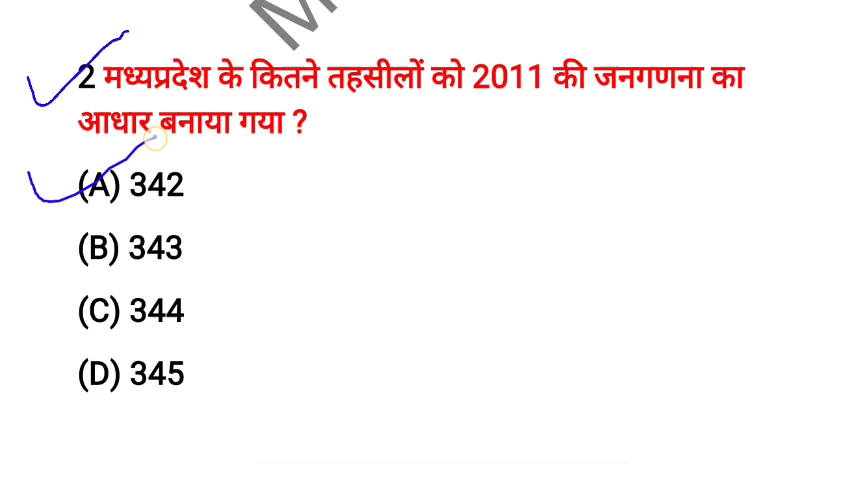 2 मध्यप्रदेश के कितने तहसीलों को 2011 की जनगणना का
आधार बनाया गया ?
(A) 342
(B) 343
(C) 344
(D) 345